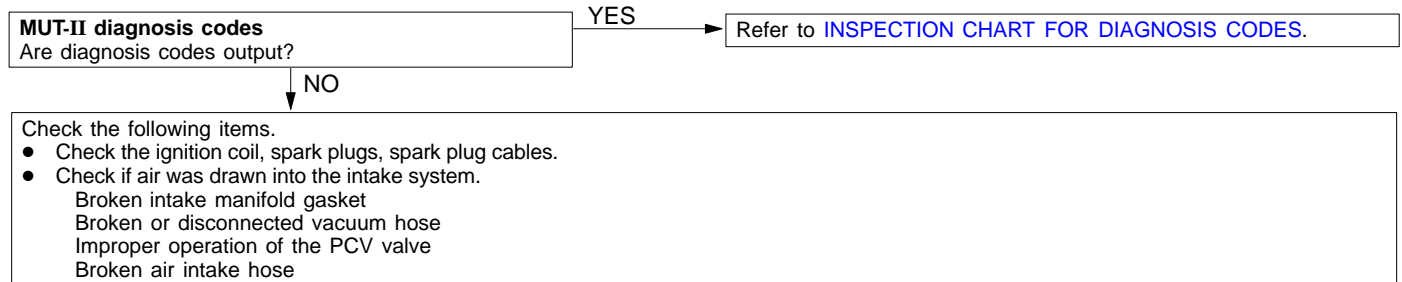 MUT-II diagnosis codes
Are diagnosis codes output?
YES
Refer to INSPECTION CHART FOR DIAGNOSIS CODES.
NO
Check the following items.
● Check the ignition coil, spark plugs, spark plug cables.
● Check if air was drawn into the intake system.
Broken intake manifold gasket
Broken or disconnected vacuum hose
Improper operation of the PCV valve
Broken air intake hose